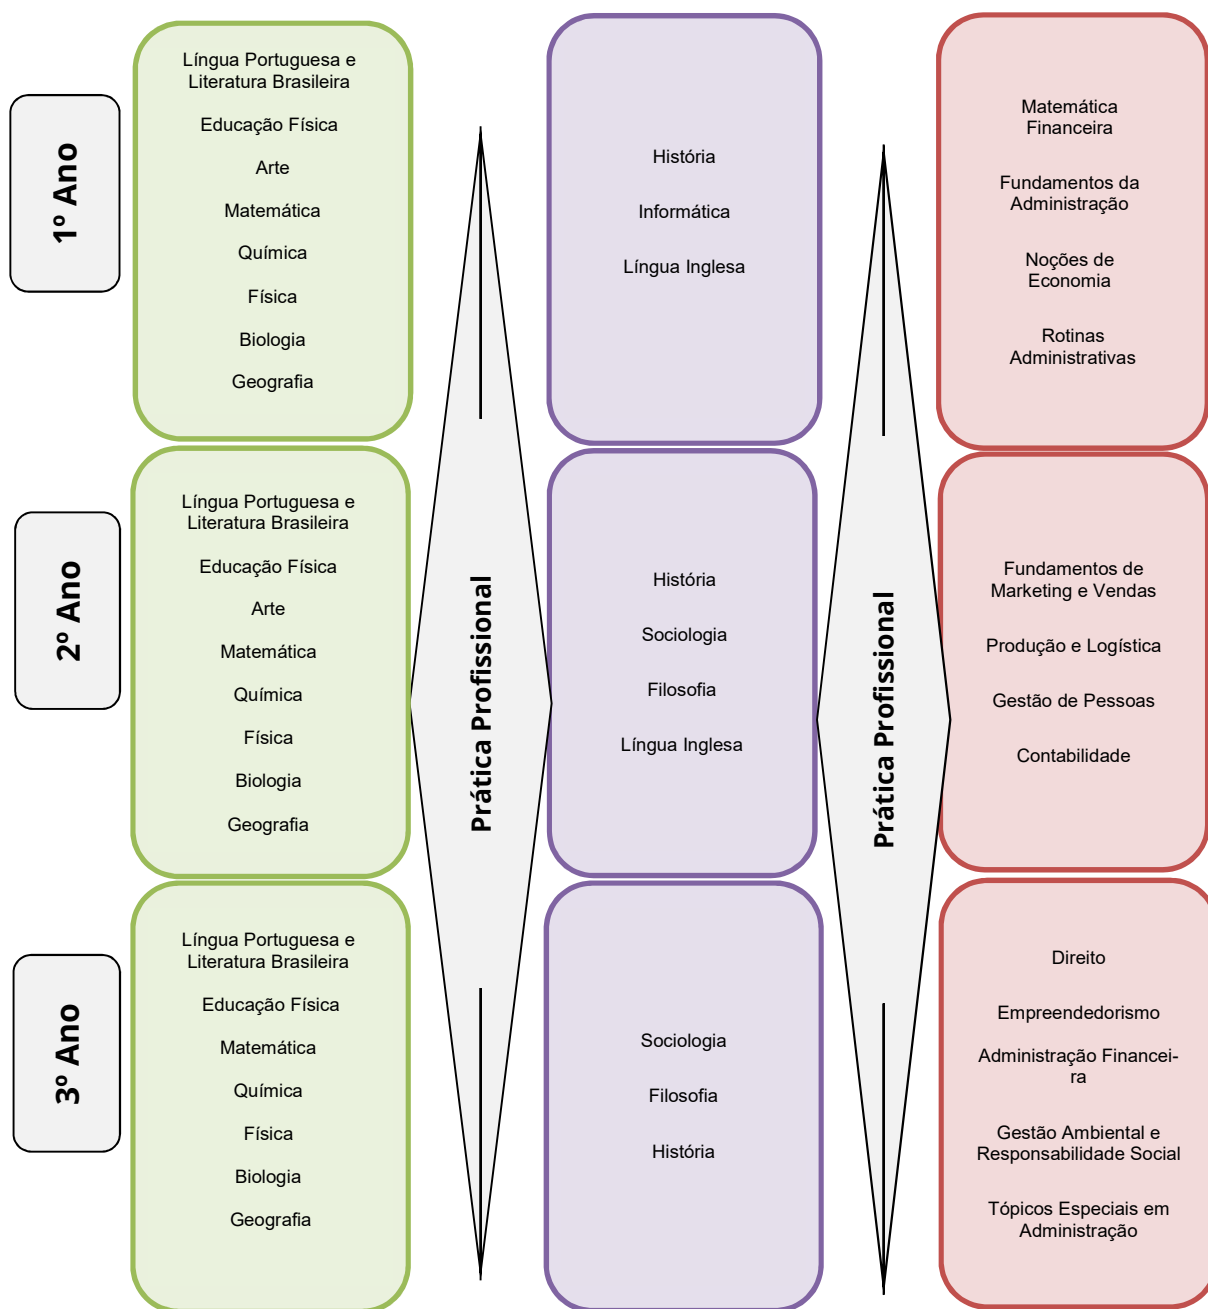 1º Ano
Língua Portuguesa e
Literatura Brasileira
Educação Física
Arte
Matemática
Química
Física
Biologia
Geografia
História
Informática
Língua Inglesa
Matemática
Financeira
Fundamentos da
Administração
Noções de
Economia
Rotinas
Administrativas
2º Ano
Língua Portuguesa e
Literatura Brasileira
Educação Física
Arte
Matemática
Química
Física
Biologia
Geografia
Prática Profissional
História
Sociologia
Filosofia
Língua Inglesa
Prática Profissional
Fundamentos de
Marketing e Vendas
Produção e Logística
Gestão de Pessoas
Contabilidade
3º Ano
Língua Portuguesa e
Literatura Brasileira
Educação Física
Matemática
Química
Física
Biologia
Geografia
Sociologia
Filosofia
História
Direito
Empreendedorismo
Administração Financei-
ra
Gestão Ambiental e
Responsabilidade Social
Tópicos Especiais em
Administração